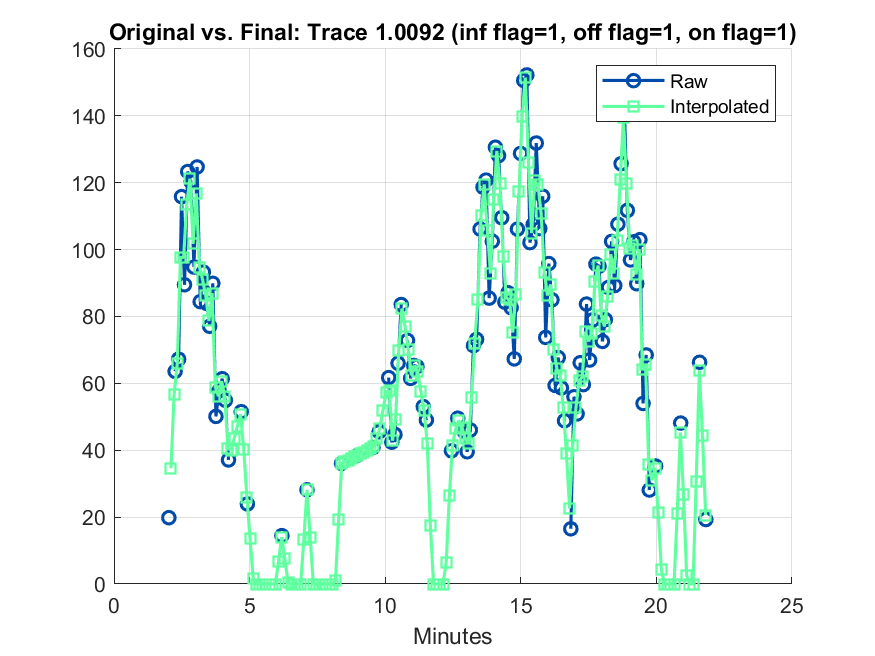 Original vs. Final: Trace 1.0092 (inf flag=1, off flag=1, on flag=1)
160
140
120
100
80
60
40
20
0
Raw
Interpolated
0 5 10 15 20 25
Minutes